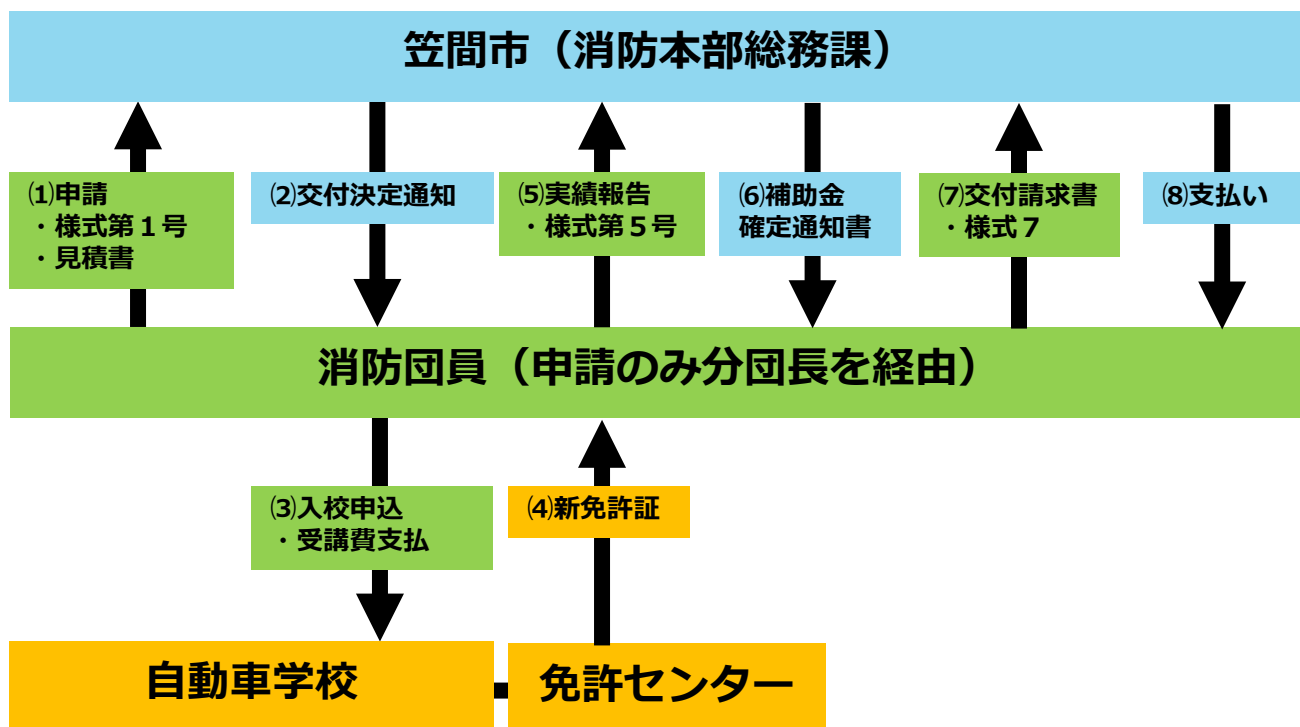 笠間市（消防本部総務課）
⑴申請
・様式第１号
・見積書
⑵交付決定通知
⑸実績報告
・様式第５号
⑹補助金
確定通知書
⑺交付請求書
・様式７
⑻支払い
消防団員（申請のみ分団長を経由）
⑶入校申込
・受講費支払
⑷新免許証
自動車学校
免許センター